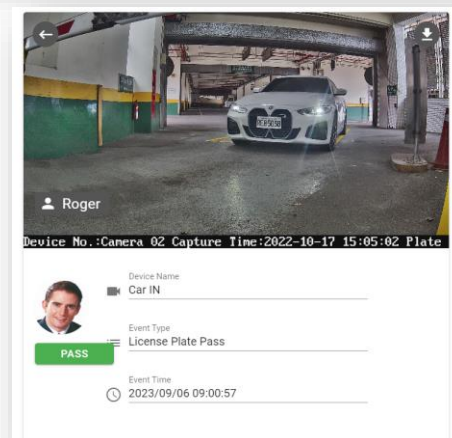 Roger
Device No.:Camera 02 Capture Time:2022-10-17 15:05:02 Plate
Device Name
Car IN
Event Type
License Plate Pass
PASS
Event Time
2023/09/06 09:00:57